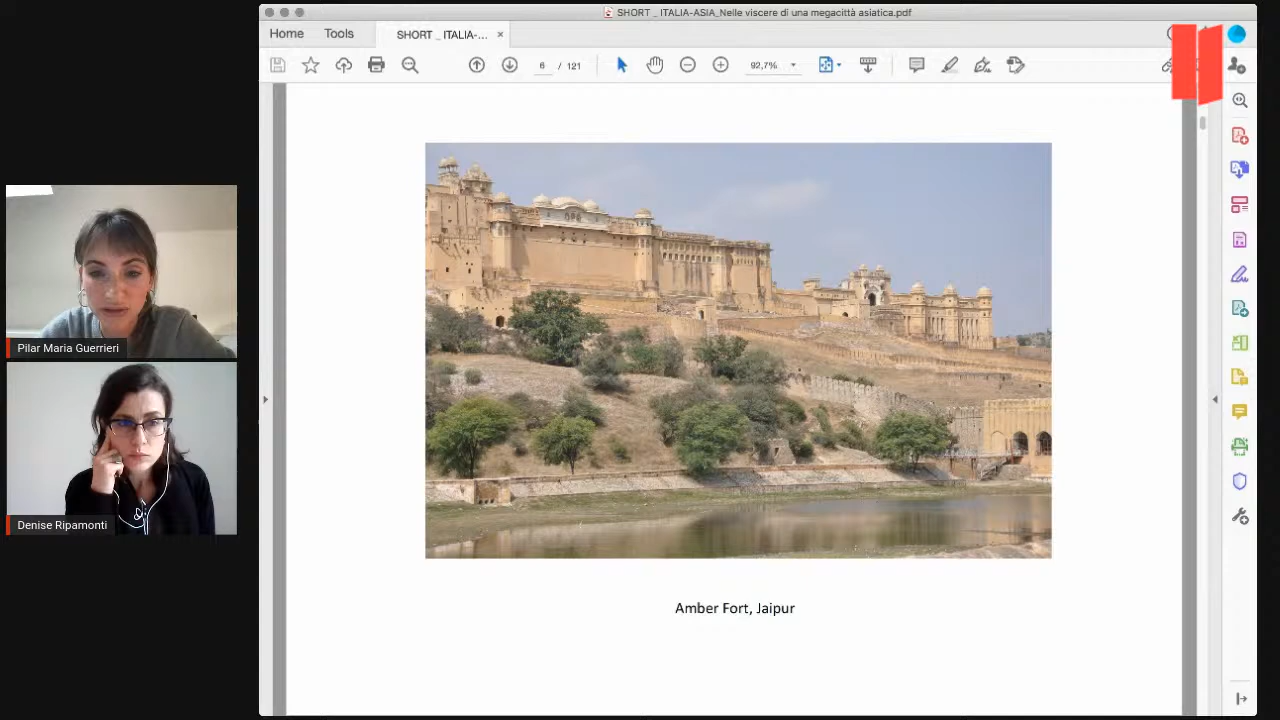 SHORT _ ITALIA-ASIA_Nelle viscere di una megacittà asiatica.pdf
Home
Tools
SHORT _ ITALIA-...
6 / 121
92,7%
Pilar Maria Guerrieri
Denise Ripamonti
Amber Fort, Jaipur